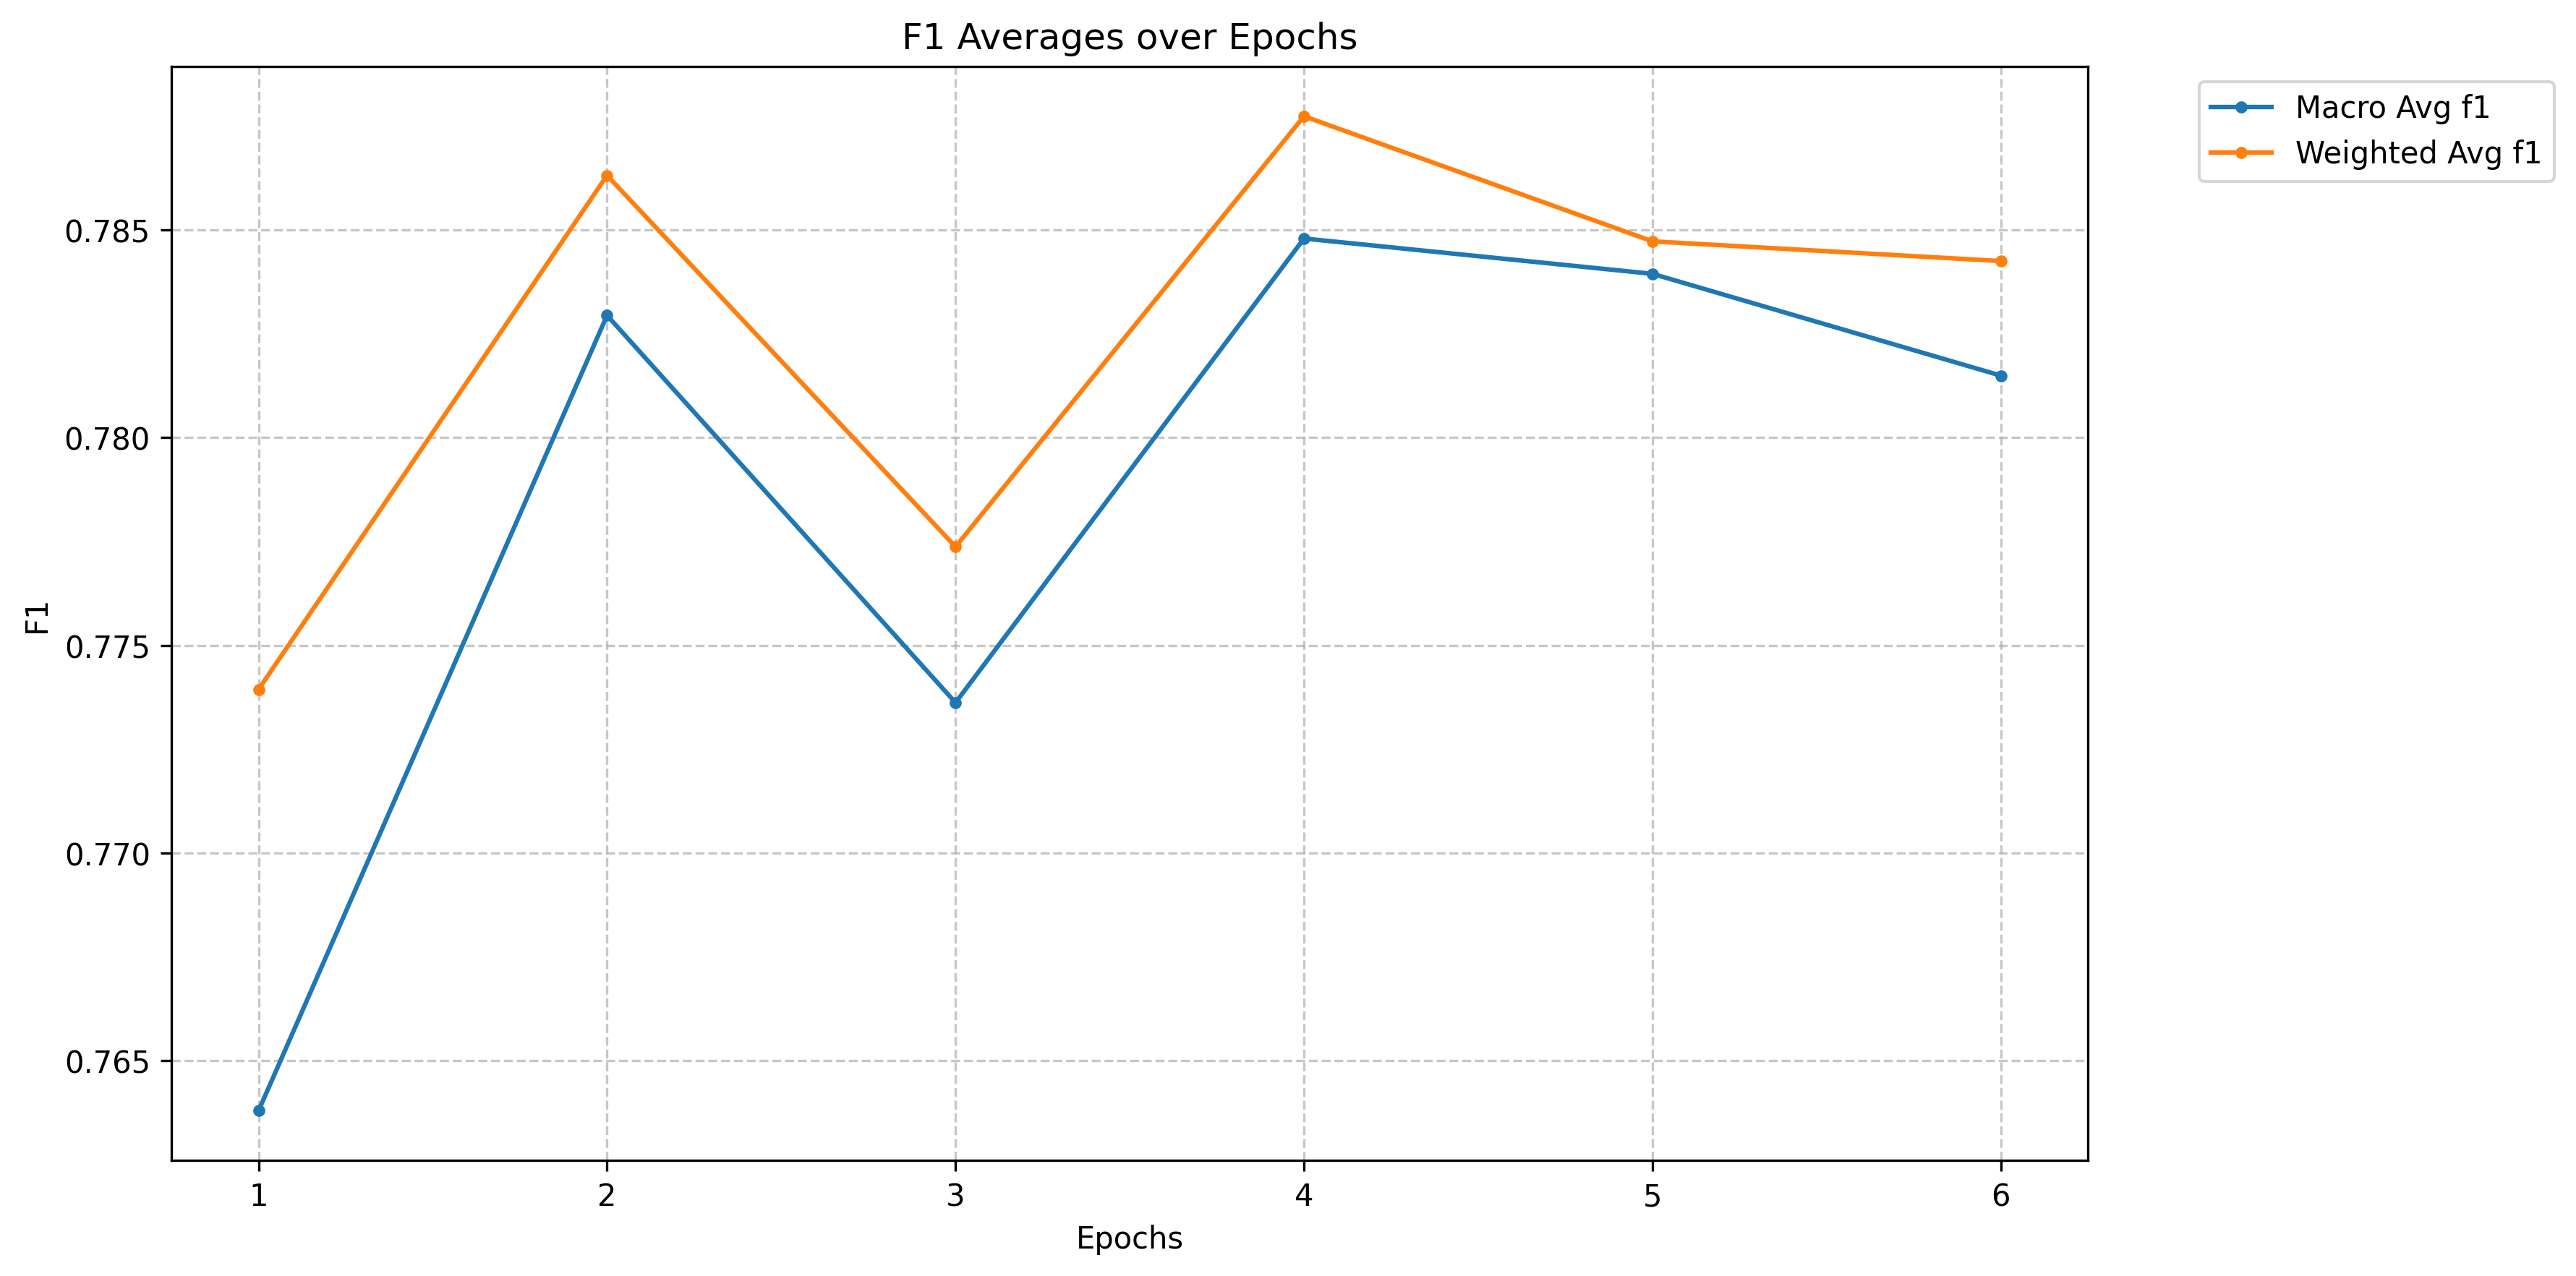 F1 Averages over Epochs
Macro Avg f1
Weighted Avg f1
0.785
0.780
0.775
0.770
0.765
F1
1 2 3 4 5 6
Epochs